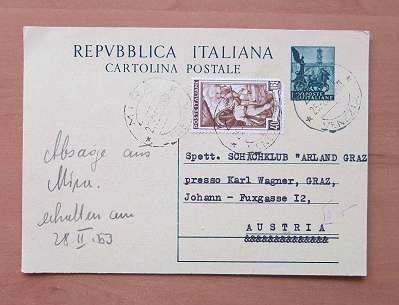 REPVBBLICA ITALIANA
CARTOLINA POSTALE
POSTE ITALIANE
Absage aus
erhalten am
28 II. 53
Spett. SCHACHKLUB "ARLAND GRAZ
presso Karl Wagner, GRAZ,
Johann - Fuxgasse I2,
AUSTRIA
&&&&&&&&&&&&&